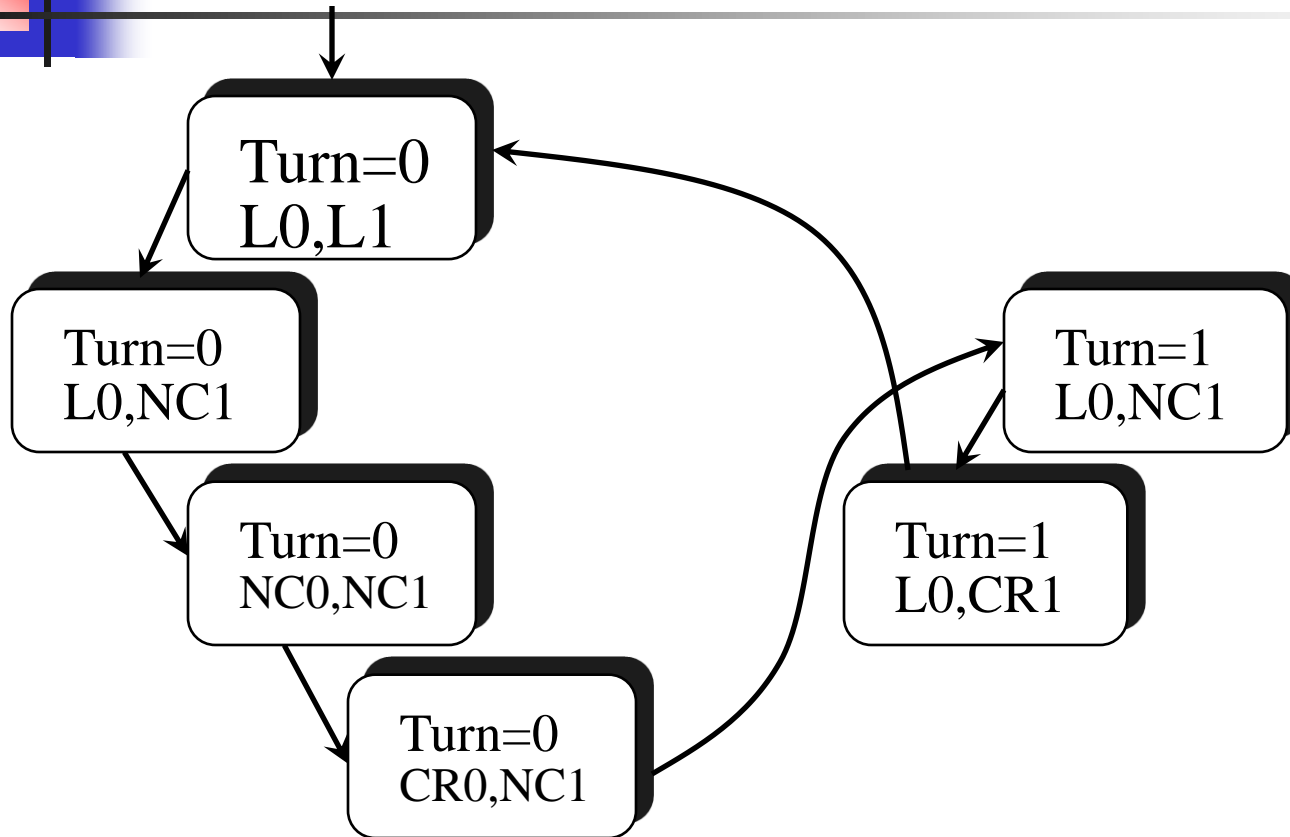 Turn=0
L0,L1
Turn=0
L0,NC1
Turn=1
L0,NC1
Turn=0
NC0,NC1
Turn=1
L0,CR1
Turn=0
CR0,NC1